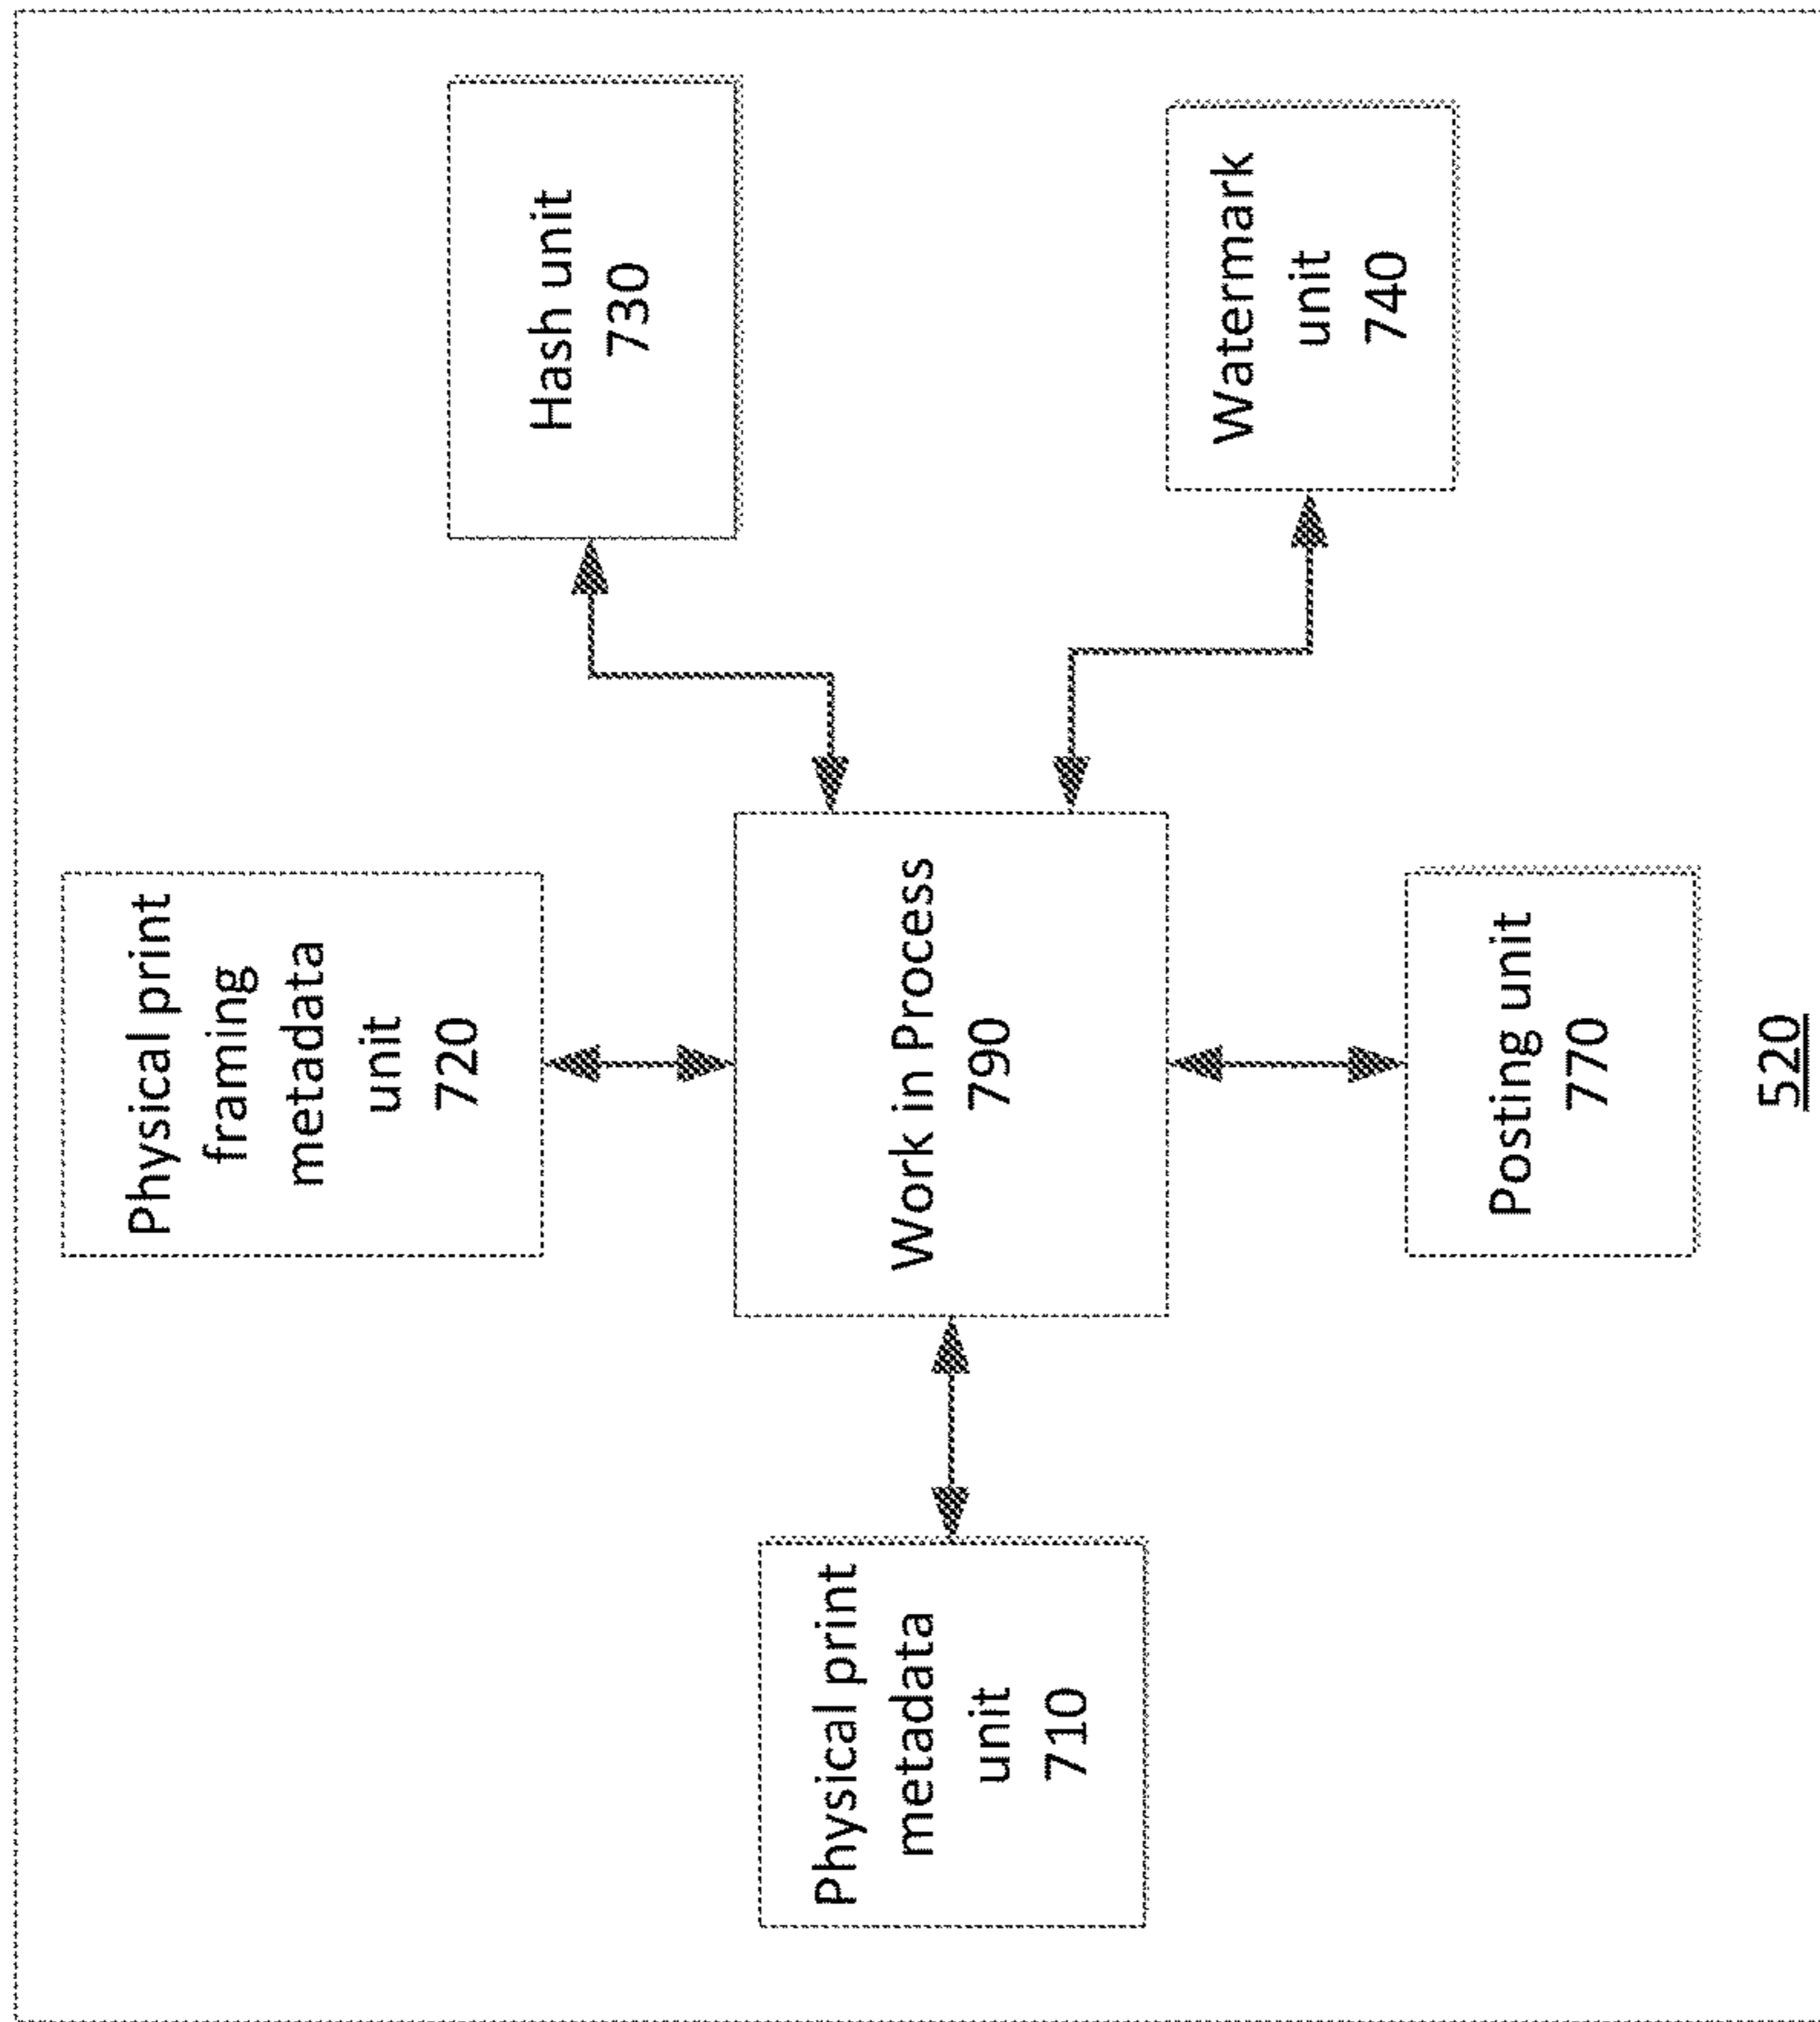 Physical print
framing
metadata
unit
720
Hash unit
730
Physical print
metadata
unit
710
Work in Process
790
Watermark
unit
740
Posting unit
770
520